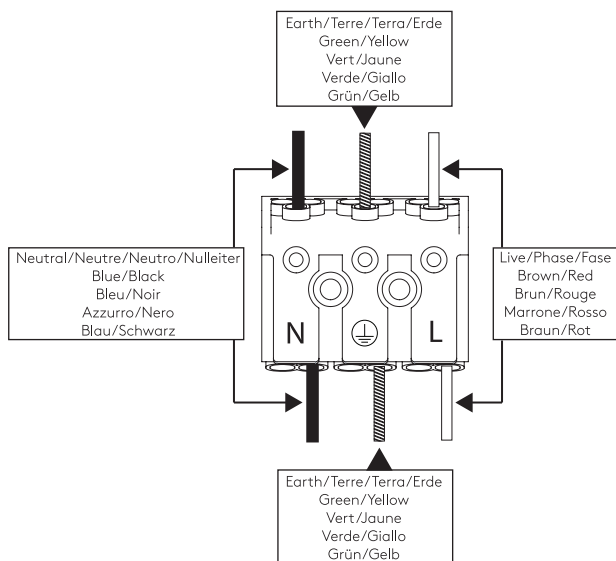 Earth/Terre/Terra/Erde
Green/Yellow
Vert/Jaune
Verde/Giallo
Grün/Gelb
Neutral/Neutre/Neutro/Nulleiter
Blue/Black
Bleu/Noir
Azzurro/Nero
Blau/Schwarz
Live/Phase/Fase
Brown/Red
Brun/Rouge
Marrone/Rosso
Braun/Rot
N
L
Earth/Terre/Terra/Erde
Green/Yellow
Vert/Jaune
Verde/Giallo
Grün/Gelb